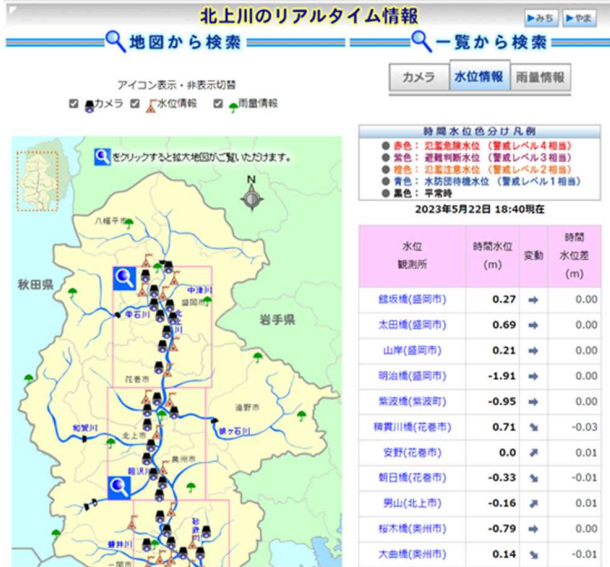 北上川のリアルタイム情報
▶みち ▶やま
地図から検索
一覧から検索
アイコン表示・非表示切替
カメラ 水位情報 雨量情報
カメラ 水位情報 雨量情報
時間水位色分け凡例
●赤色： 氾濫危険水位 （警戒レベル４相当）
●紫色： 避難判断水位 （警戒レベル３相当）
●橙色： 氾濫注意水位 （警戒レベル２相当）
●青色： 水防団待機水位 （警戒レベル１相当）
●黒色： 平常時
2023年5月22日 18:40現在
をクリックすると拡大地図がご覧いただけます。
N
八幡平市
秋田県
中津川
盛岡市
雫石川
北上川
岩手県
花巻市
遠野市
和賀川
猿ヶ石川
北上市
奥州市
胆沢川
砂鉄川
磐井川
一関市
水位観測所 時間水位(m) 変動 時間水位差(m)
館坂橋(盛岡市) 0.27 ➡ 0.00
太田橋(盛岡市) 0.69 ➡ 0.00
山岸(盛岡市) 0.21 ➡ 0.00
明治橋(盛岡市) -1.91 ➡ 0.00
紫波橋(紫波町) -0.95 ➡ 0.00
稗貫川橋(花巻市) 0.71 ⬊ -0.03
安野(花巻市) 0.0 ⬈ 0.01
朝日橋(花巻市) -0.33 ⬊ -0.01
男山(北上市) -0.16 ⬈ 0.01
桜木橋(奥州市) -0.79 ➡ 0.00
大曲橋(奥州市) 0.14 ⬊ -0.01